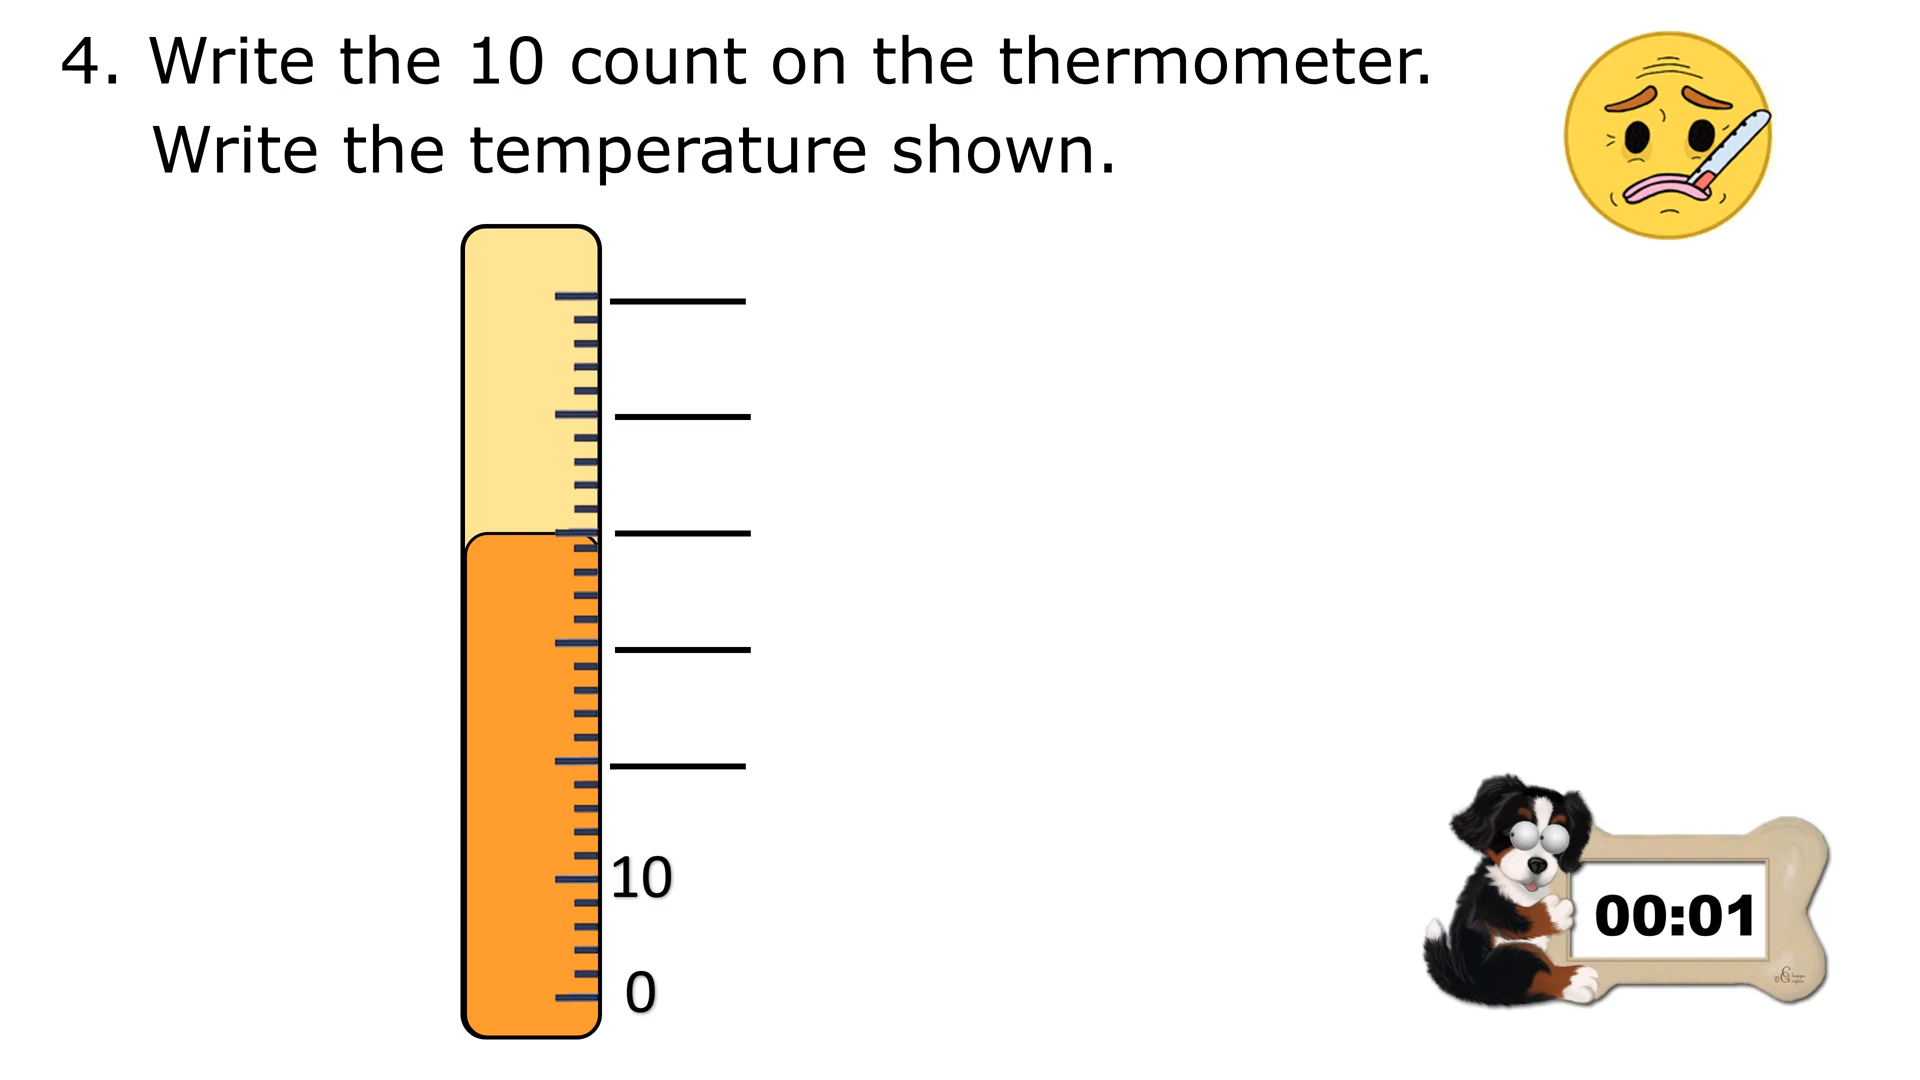 4. Write the 10 count on the thermometer.
Write the temperature shown.
10
0
00:01